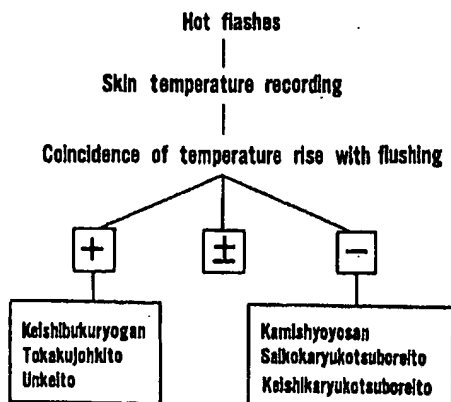 Hot flashes
Skin temperature recording
Coincidence of temperature rise with flushing
+ ± −
Keishibukuryogan
Tokakujohkito
Unkeito
Kamishyoyosan
Saikokaryukotsuboreito
Keishikaryukotsuboreito